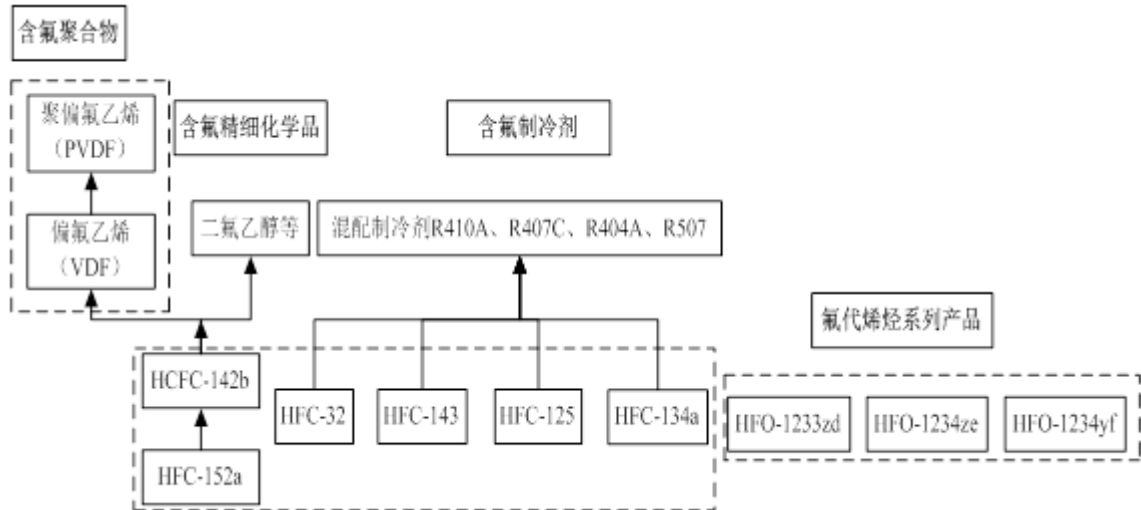 含氟聚合物
聚偏氟乙烯
（PVDF）
含氟精细化学品
含氟制冷剂
偏氟乙烯
（VDF）
二氟乙醇等
混配制冷剂R410A、R407C、R404A、R507
氟代烯烃系列产品
HCFC-142b
HFC-32
HFC-143
HFC-125
HFC-134a
HFO-1233zd
HFO-1234ze
HFO-1234yf
HFC-152a